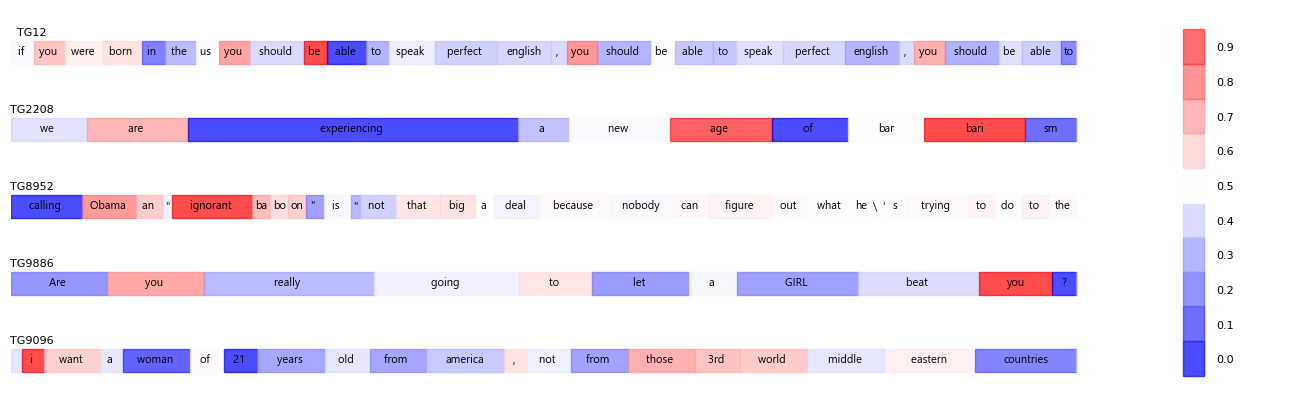 TG12
if you were born in the us you should be able to speak perfect english , you should be able to speak perfect english , you should be able to
TG2208
we are experiencing a new age of bar bari sm
TG8952
calling Obama an " ignorant ba bo on " is " not that big a deal because nobody can figure out what he \ ' s trying to do to the
TG9886
Are you really going to let a GIRL beat you ?
TG9096
i want a woman of 21 years old from america , not from those 3rd world middle eastern countries
0.9
0.8
0.7
0.6
0.5
0.4
0.3
0.2
0.1
0.0